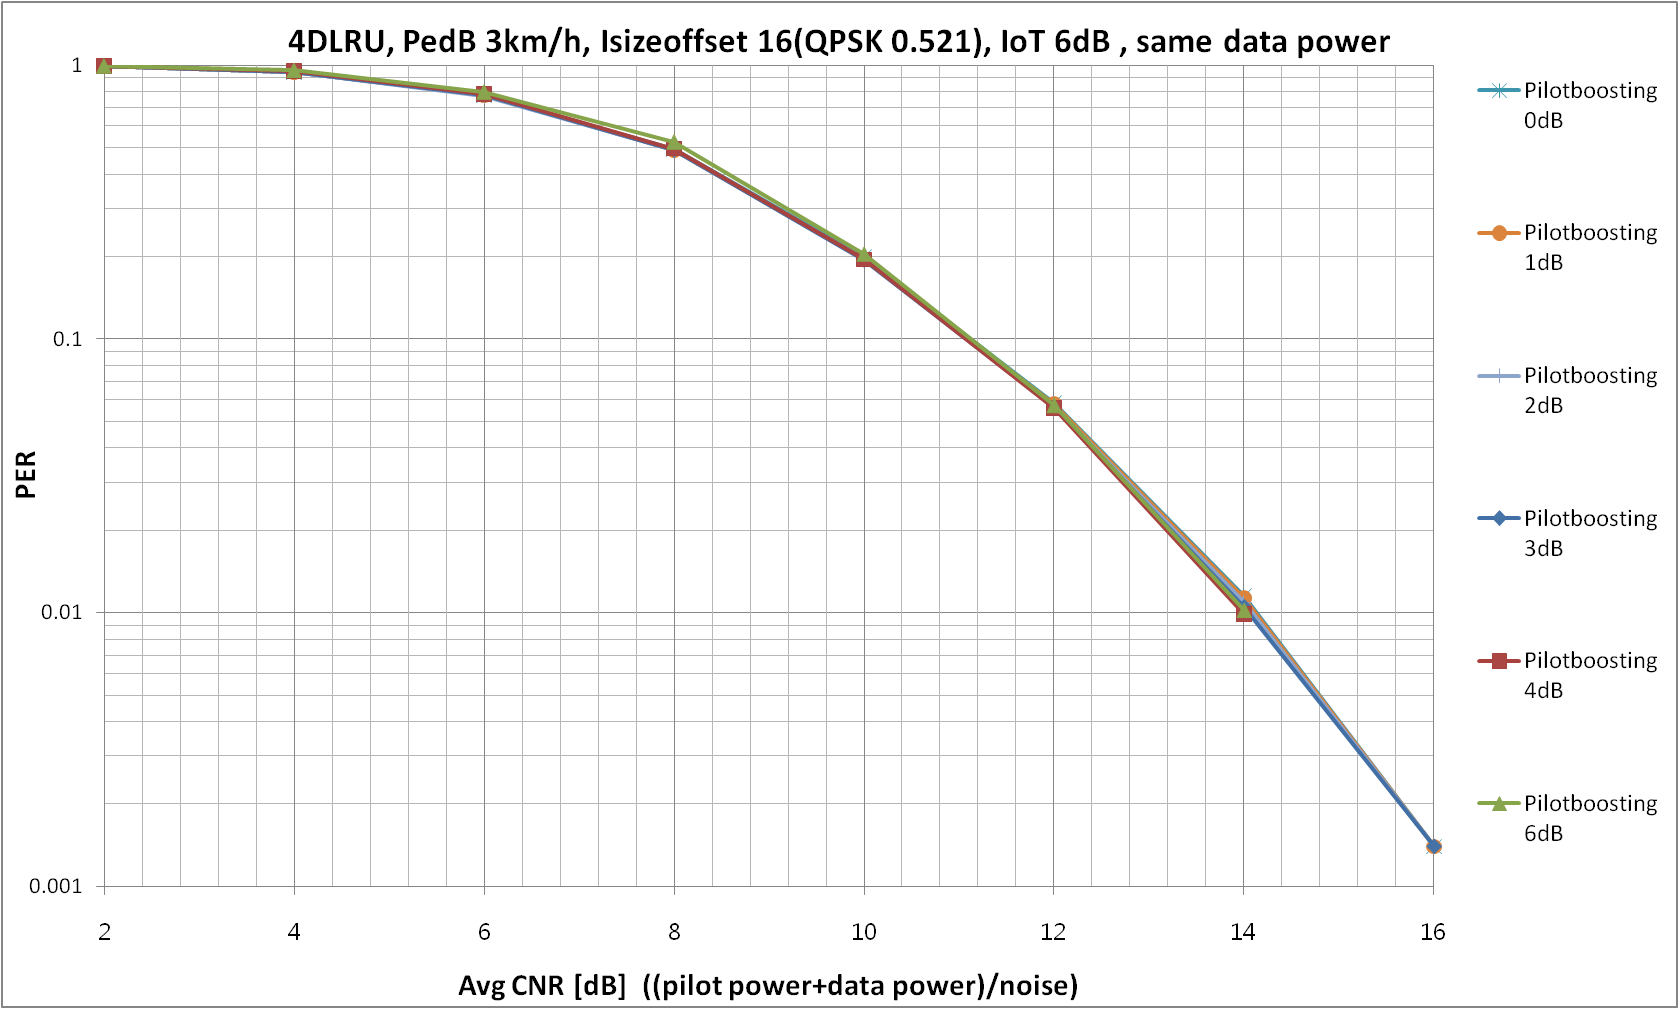 4DLRU, PedB 3km/h, Isizeoffset 16(QPSK 0.521), IoT 6dB , same data power
1
0.1
0.01
0.001
PER
2 4 6 8 10 12 14 16
Avg CNR [dB] ((pilot power+data power)/noise)
Pilotboosting
0dB
Pilotboosting
1dB
Pilotboosting
2dB
Pilotboosting
3dB
Pilotboosting
4dB
Pilotboosting
6dB